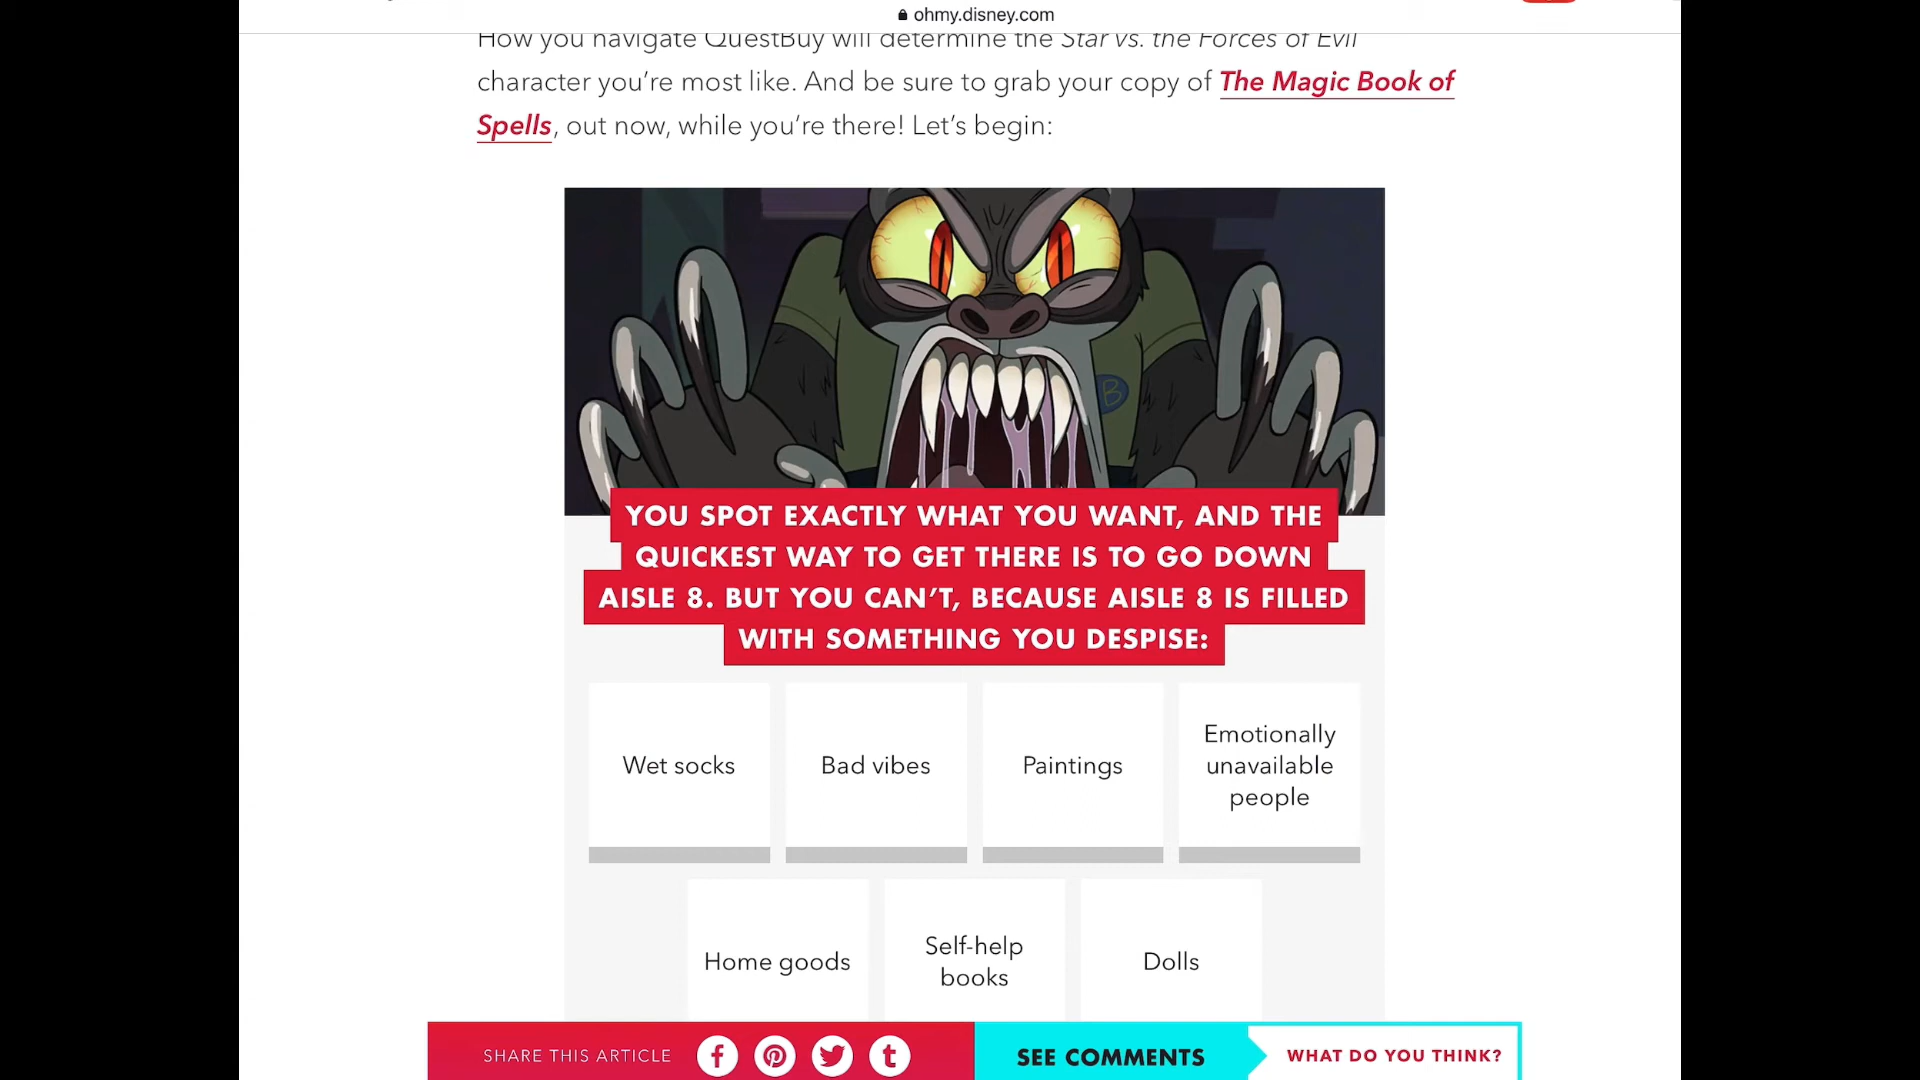 ohmy.disney.com
How you navigate QuestBuy will determine the Star vs. the Forces of Evil
character you're most like. And be sure to grab your copy of The Magic Book of
Spells, out now, while you're there! Let's begin:
B
YOU SPOT EXACTLY WHAT YOU WANT, AND THE
QUICKEST WAY TO GET THERE IS TO GO DOWN
AISLE 8. BUT YOU CAN'T, BECAUSE AISLE 8 IS FILLED
WITH SOMETHING YOU DESPISE:
Wet socks
Bad vibes
Paintings
Emotionally
unavailable
people
Home goods
Self-help
books
Dolls
SHARE THIS ARTICLE
SEE COMMENTS
WHAT DO YOU THINK?